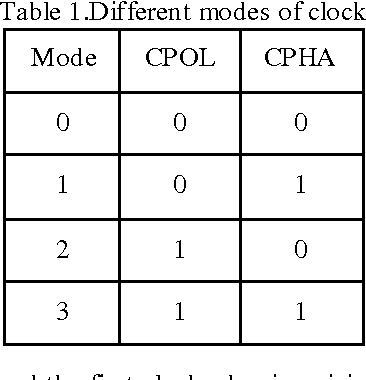 Table 1.Different modes of clock
Mode CPOL CPHA
0 0 0
1 0 1
2 1 0
3 1 1